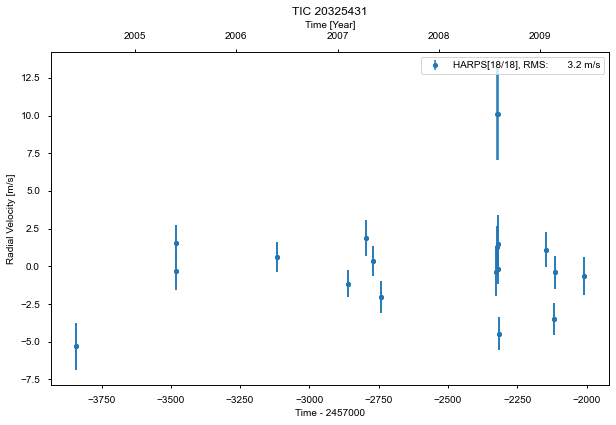 TIC 20325431
Time [Year]
2005 2006 2007 2008 2009
HARPS[18/18], RMS: 3.2 m/s
Radial Velocity [m/s]
12.5
10.0
7.5
5.0
2.5
0.0
−2.5
−5.0
−7.5
−3750 −3500 −3250 −3000 −2750 −2500 −2250 −2000
Time - 2457000